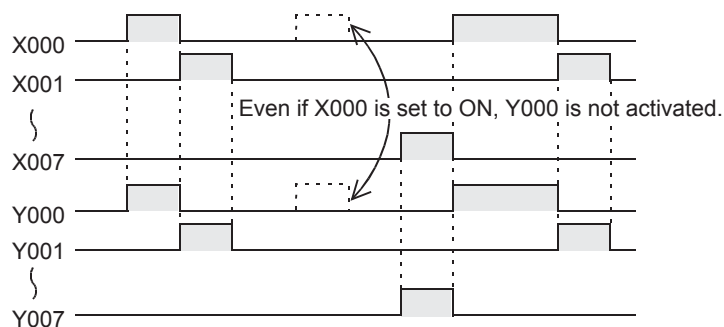 X000
X001
Even if X000 is set to ON, Y000 is not activated.
X007
Y000
Y001
Y007